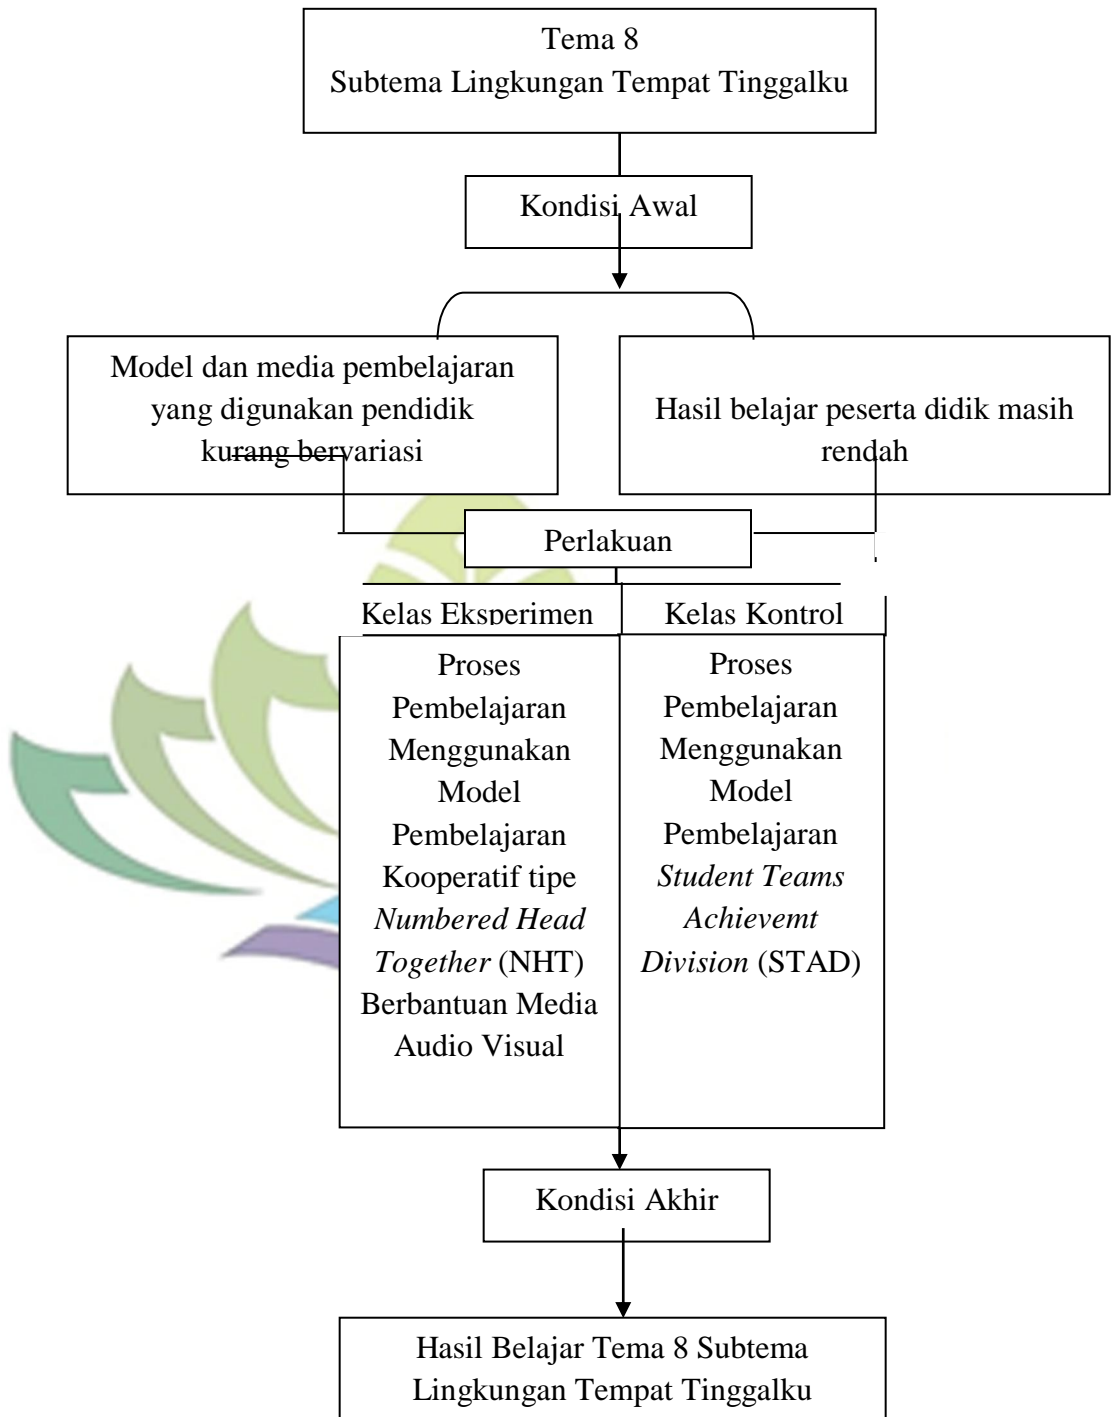 Tema 8
Subtema Lingkungan Tempat Tinggalku
Kondisi Awal
Model dan media pembelajaran
yang digunakan pendidik
kurang bervariasi
Hasil belajar peserta didik masih
rendah
Perlakuan
Kelas Eksperimen
Kelas Kontrol
Proses
Pembelajaran
Menggunakan
Model
Pembelajaran
Kooperatif tipe
Numbered Head
Together (NHT)
Berbantuan Media
Audio Visual
Proses
Pembelajaran
Menggunakan
Model
Pembelajaran
Student Teams
Achievemt
Division (STAD)
Kondisi Akhir
Hasil Belajar Tema 8 Subtema
Lingkungan Tempat Tinggalku